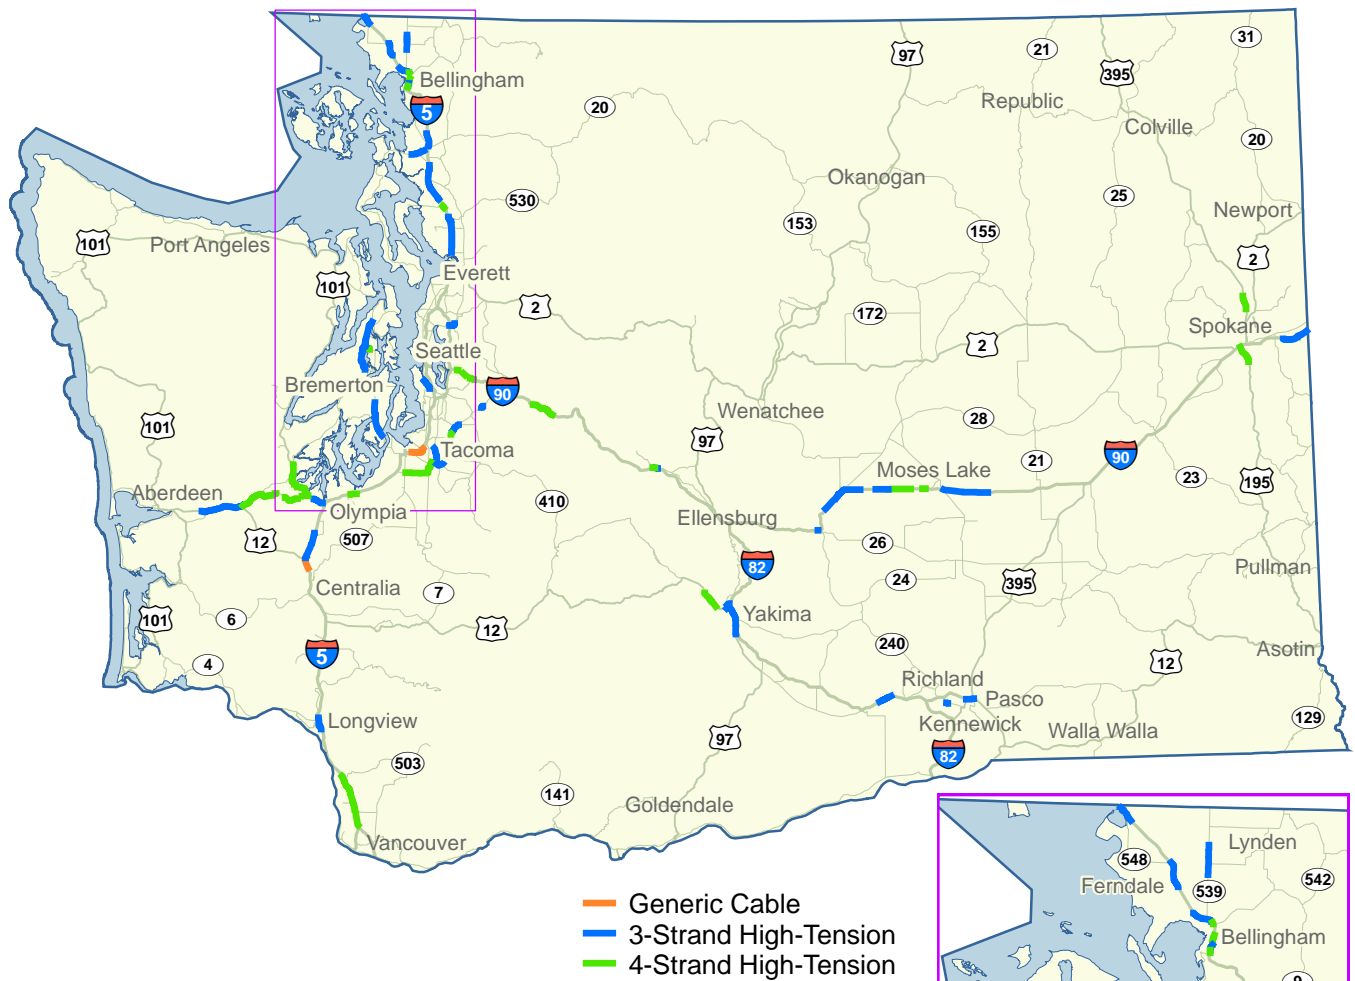 31
97
21
395
Bellingham
Republic
5
20
Colville
20
Okanogan
25
530
Newport
153
155
101
Port Angeles
2
Everett
101
2
172
Spokane
2
Seattle
Bremerton
90
Wenatchee
28
101
97
Tacoma
90
21
Moses Lake
23
195
Aberdeen
410
Olympia
Ellensburg
507
12
26
82
Pullman
24
395
Centralia
7
101
6
Yakima
12
240
Asotin
5
4
12
Richland
Pasco
Longview
Kennewick
129
Walla Walla
97
82
503
141
Goldendale
Vancouver
Lynden
548
542
Ferndale
539
Generic Cable
3-Strand High-Tension
Bellingham
4-Strand High-Tension